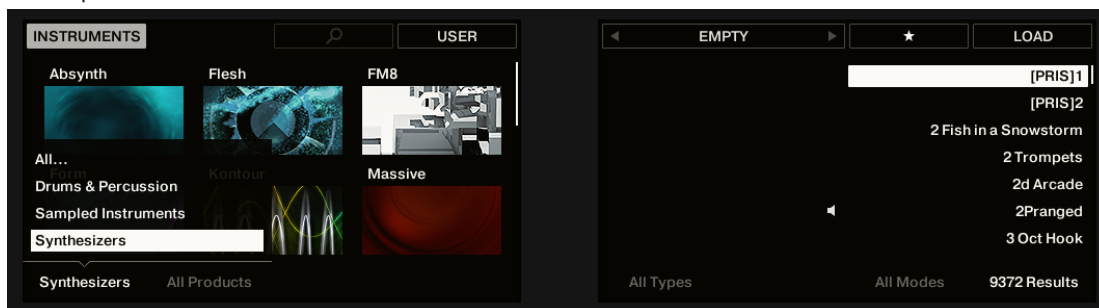 INSTRUMENTS
USER
Absynth
Flesh
FM8
All...
Form
Kontour
Massive
Drums & Percussion
Sampled Instruments
Synthesizers
Synthesizers
All Products
EMPTY
★
LOAD
[PRIS]1
[PRIS]2
2 Fish in a Snowstorm
2 Trompets
2d Arcade
2Pranged
3 Oct Hook
All Types
All Modes
9372 Results